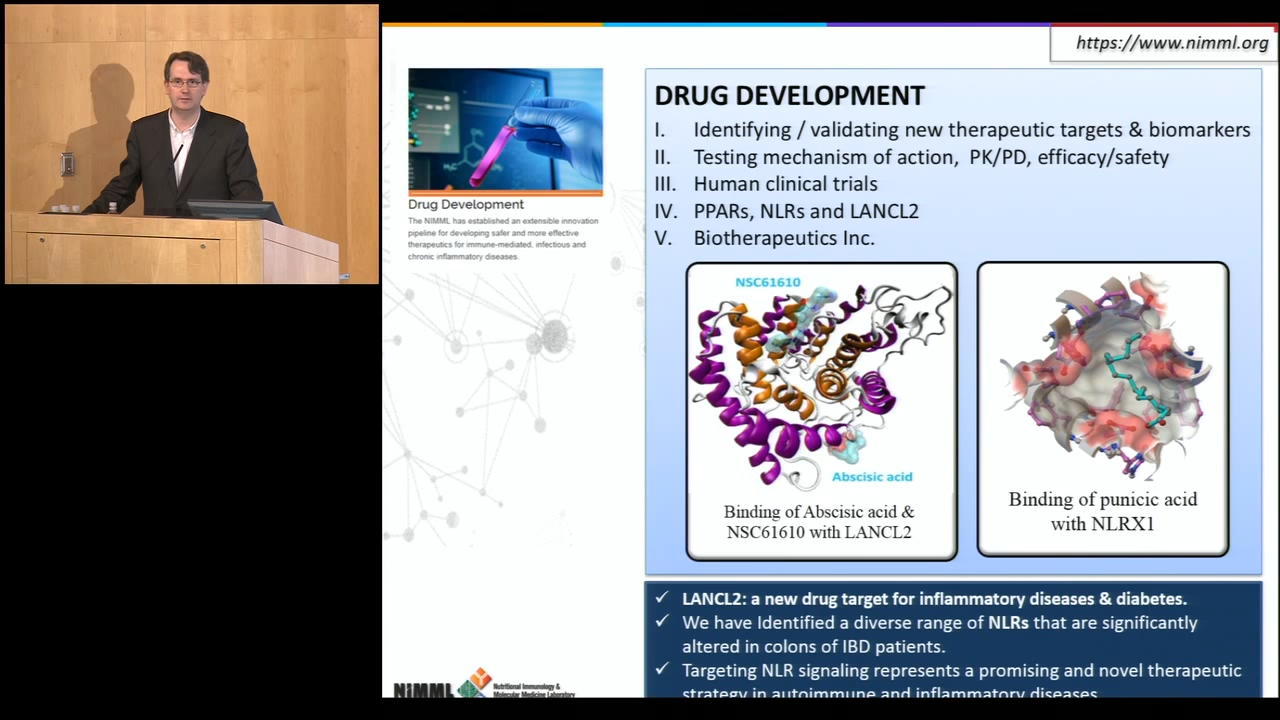 https://www.nimml.org
Drug Development
The NIMML has established an extensible innovation
pipeline for developing safer and more effective
therapeutics for immune-mediated, infectious and
chronic inflammatory diseases.
NIMML
Nutritional Immunology &
Molecular Medicine Laboratory
DRUG DEVELOPMENT
I. Identifying / validating new therapeutic targets & biomarkers
II. Testing mechanism of action, PK/PD, efficacy/safety
III. Human clinical trials
IV. PPARs, NLRs and LANCL2
V. Biotherapeutics Inc.
NSC61610
Abscisic acid
Binding of Abscisic acid &
NSC61610 with LANCL2
Binding of punicic acid
with NLRX1
✓ LANCL2: a new drug target for inflammatory diseases & diabetes.
✓ We have Identified a diverse range of NLRs that are significantly
altered in colons of IBD patients.
✓ Targeting NLR signaling represents a promising and novel therapeutic
strategy in autoimmune and inflammatory diseases.